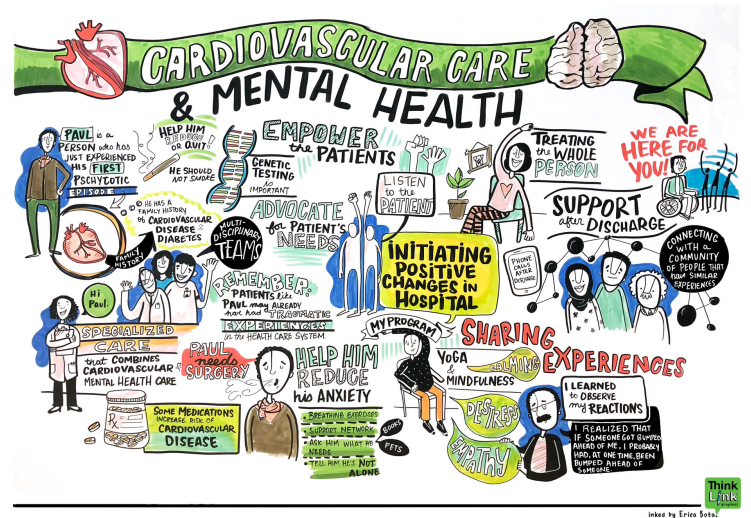 CARDIOVASCULAR CARE
& MENTAL HEALTH
PAUL is a
PERSON who has
JUST EXPERIENCED
HIS FIRST
PSCHYTOTIC
EPISODE
HELP HIM
REDUCE
OR QUIT!
HE SHOULD
NOT SMOKE
HE HAS A
FAMILY HISTORY
of CARDIOVASCULAR
DISEASE &
DIABETES
FAMILY
HISTORY
EMPOWER
the PATIENTS
GENETIC
TESTING
so
IMPORTANT
ADVOCATE
for PATIENT'S
NEEDS
MULTI-
DISCIPLINARY
TEAMS
LISTEN
to the
PATIENT
TREATING
the WHOLE
PERSON
WE ARE
HERE FOR
YOU!
SUPPORT
after DISCHARGE
PHONE
CALLS
AFTER
DISCHARGE
CONNECTING
WITH a
COMMUNITY
OF PEOPLE THAT
have SIMILAR
EXPERIENCES
INITIATING
POSITIVE
CHANGES in
HOSPITAL
REMEMBER:
PATIENTS like
PAUL may ALREADY
have had TRAUMATIC
EXPERIENCES
in the HEALTH CARE SYSTEM.
Hi
Paul.
SPECIALIZED
CARE
that COMBINES
CARDIOVASCULAR &
MENTAL HEALTH CARE
PAUL
needs
SURGERY
RX
SOME MEDICATIONS
INCREASE RISK OF
CARDIOVASCULAR
DISEASE
HELP HIM
REDUCE
his ANXIETY
• BREATHING EXERCISES
• SUPPORT NETWORK
• ASK HIM WHAT HE
NEEDS
• TELL HIM HE'S NOT
ALONE
BOOKS
PETS
MY PROGRAM
YOGA
& MINDFULNESS
SHARING
EXPERIENCES
CALMING
DESTRESS
EMPATHY
I LEARNED
to OBSERVE
my REACTIONS
I REALIZED THAT
IF SOMEONE GOT BUMPED
AHEAD OF ME, I PROBABLY
HAD, AT ONE TIME, BEEN
BUMPED AHEAD OF
SOMEONE.
Think
Link
graphics
inked by Erica Bota.